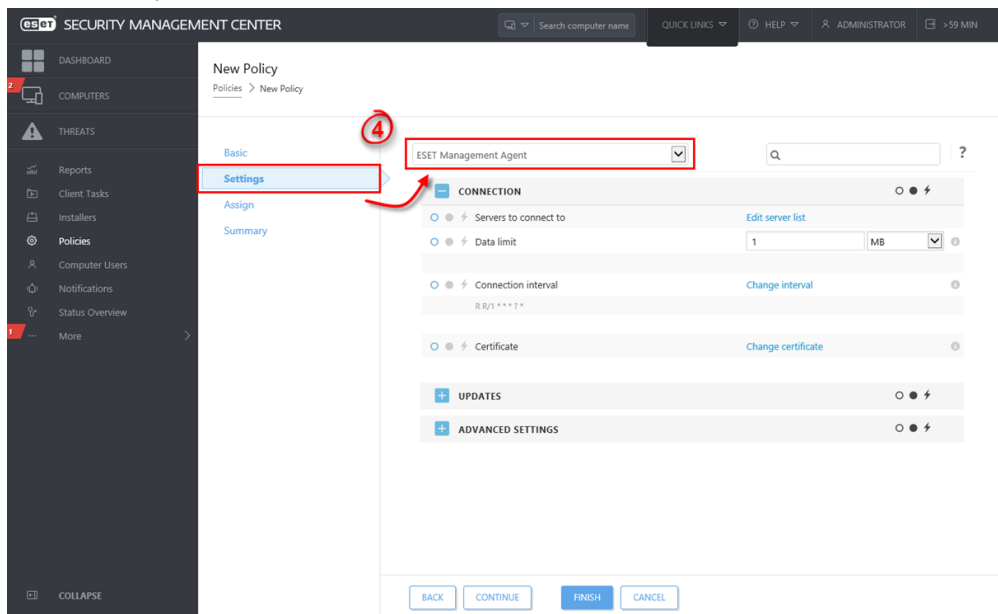 eset SECURITY MANAGEMENT CENTER
Search computer name
QUICK LINKS
HELP
ADMINISTRATOR
>59 MIN
DASHBOARD
2
COMPUTERS
THREATS
Reports
Client Tasks
Installers
Policies
Computer Users
Notifications
Status Overview
1
More
COLLAPSE
New Policy
Policies > New Policy
Basic
Settings
Assign
Summary
4
ESET Management Agent
?
CONNECTION
Servers to connect to
Edit server list
Data limit
1
MB
Connection interval
Change interval
R R/1 * * * ? *
Certificate
Change certificate
UPDATES
ADVANCED SETTINGS
BACK
CONTINUE
FINISH
CANCEL